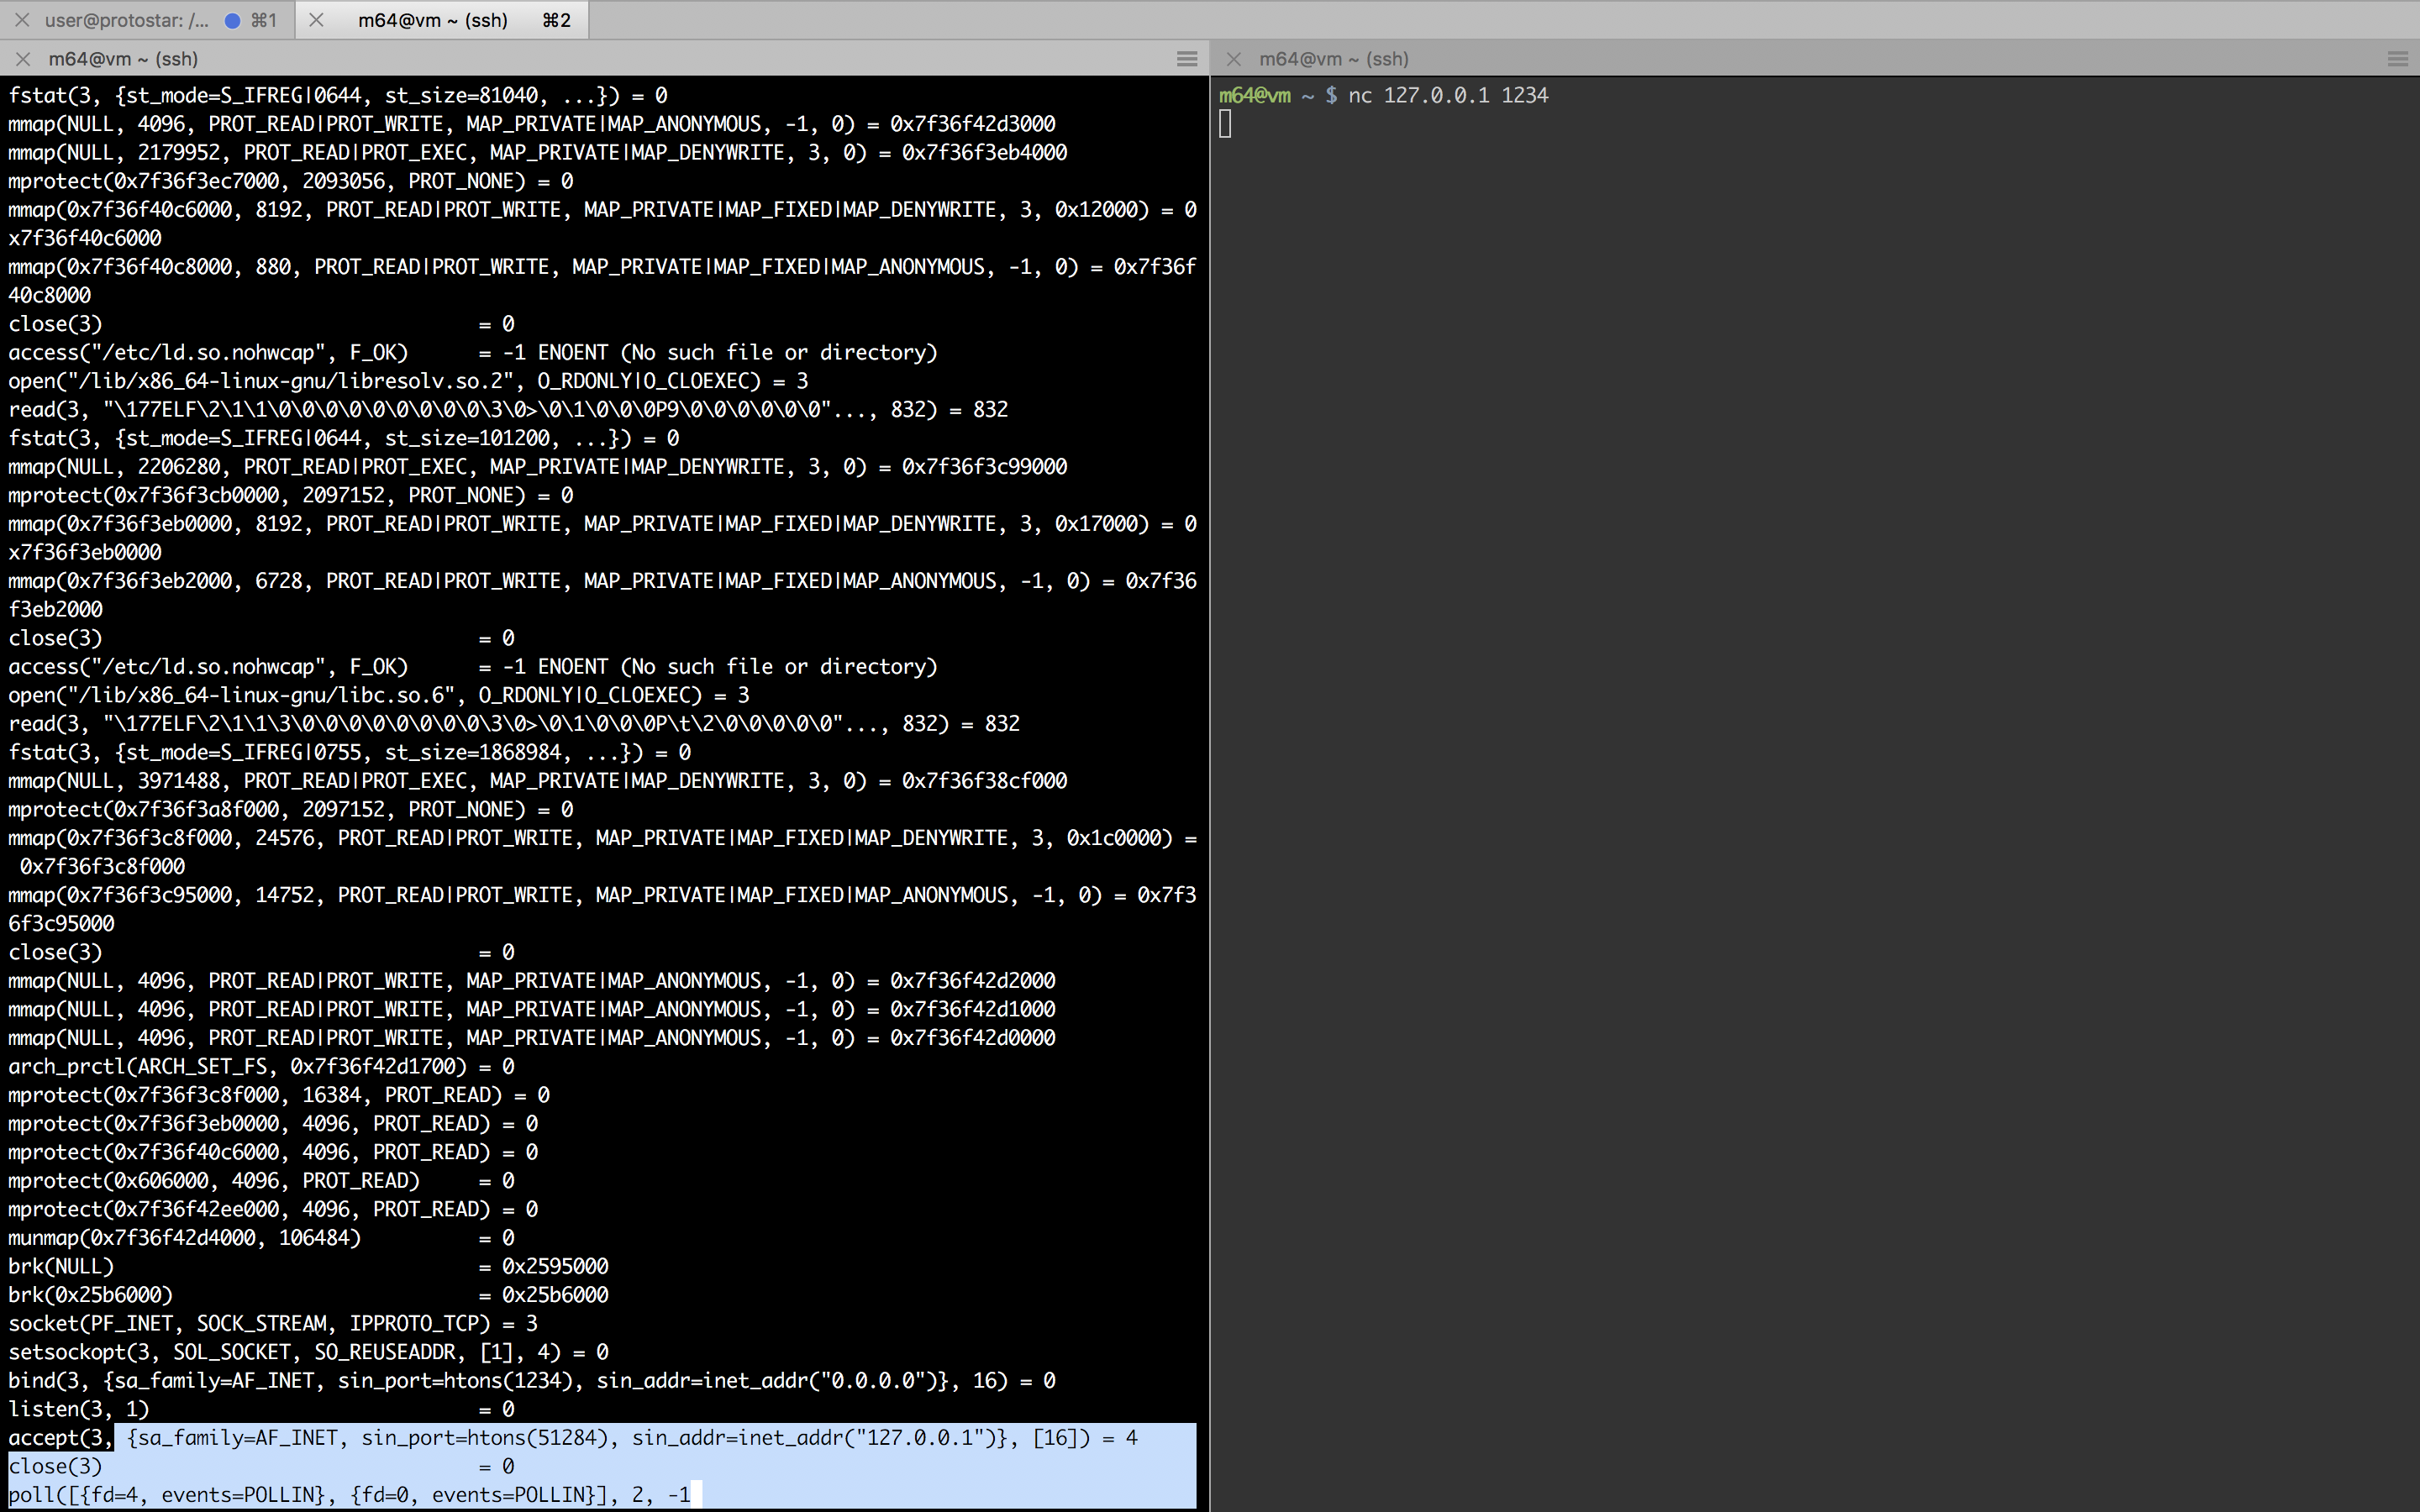 user@protostar: /... ⌘1
m64@vm ~ (ssh) ⌘2
m64@vm ~ (ssh)
fstat(3, {st_mode=S_IFREG|0644, st_size=81040, ...}) = 0
mmap(NULL, 4096, PROT_READ|PROT_WRITE, MAP_PRIVATE|MAP_ANONYMOUS, -1, 0) = 0x7f36f42d3000
mmap(NULL, 2179952, PROT_READ|PROT_EXEC, MAP_PRIVATE|MAP_DENYWRITE, 3, 0) = 0x7f36f3eb4000
mprotect(0x7f36f3ec7000, 2093056, PROT_NONE) = 0
mmap(0x7f36f40c6000, 8192, PROT_READ|PROT_WRITE, MAP_PRIVATE|MAP_FIXED|MAP_DENYWRITE, 3, 0x12000) = 0
x7f36f40c6000
mmap(0x7f36f40c8000, 880, PROT_READ|PROT_WRITE, MAP_PRIVATE|MAP_FIXED|MAP_ANONYMOUS, -1, 0) = 0x7f36f
40c8000
close(3) = 0
access("/etc/ld.so.nohwcap", F_OK) = -1 ENOENT (No such file or directory)
open("/lib/x86_64-linux-gnu/libresolv.so.2", O_RDONLY|O_CLOEXEC) = 3
read(3, "\177ELF\2\1\1\0\0\0\0\0\0\0\0\0\3\0>\0\1\0\0\0P9\0\0\0\0\0\0"..., 832) = 832
fstat(3, {st_mode=S_IFREG|0644, st_size=101200, ...}) = 0
mmap(NULL, 2206280, PROT_READ|PROT_EXEC, MAP_PRIVATE|MAP_DENYWRITE, 3, 0) = 0x7f36f3c99000
mprotect(0x7f36f3cb0000, 2097152, PROT_NONE) = 0
mmap(0x7f36f3eb0000, 8192, PROT_READ|PROT_WRITE, MAP_PRIVATE|MAP_FIXED|MAP_DENYWRITE, 3, 0x17000) = 0
x7f36f3eb0000
mmap(0x7f36f3eb2000, 6728, PROT_READ|PROT_WRITE, MAP_PRIVATE|MAP_FIXED|MAP_ANONYMOUS, -1, 0) = 0x7f36
f3eb2000
close(3) = 0
access("/etc/ld.so.nohwcap", F_OK) = -1 ENOENT (No such file or directory)
open("/lib/x86_64-linux-gnu/libc.so.6", O_RDONLY|O_CLOEXEC) = 3
read(3, "\177ELF\2\1\1\3\0\0\0\0\0\0\0\0\3\0>\0\1\0\0\0P\t\2\0\0\0\0\0"..., 832) = 832
fstat(3, {st_mode=S_IFREG|0755, st_size=1868984, ...}) = 0
mmap(NULL, 3971488, PROT_READ|PROT_EXEC, MAP_PRIVATE|MAP_DENYWRITE, 3, 0) = 0x7f36f38cf000
mprotect(0x7f36f3a8f000, 2097152, PROT_NONE) = 0
mmap(0x7f36f3c8f000, 24576, PROT_READ|PROT_WRITE, MAP_PRIVATE|MAP_FIXED|MAP_DENYWRITE, 3, 0x1c0000) =
0x7f36f3c8f000
mmap(0x7f36f3c95000, 14752, PROT_READ|PROT_WRITE, MAP_PRIVATE|MAP_FIXED|MAP_ANONYMOUS, -1, 0) = 0x7f3
6f3c95000
close(3) = 0
mmap(NULL, 4096, PROT_READ|PROT_WRITE, MAP_PRIVATE|MAP_ANONYMOUS, -1, 0) = 0x7f36f42d2000
mmap(NULL, 4096, PROT_READ|PROT_WRITE, MAP_PRIVATE|MAP_ANONYMOUS, -1, 0) = 0x7f36f42d1000
mmap(NULL, 4096, PROT_READ|PROT_WRITE, MAP_PRIVATE|MAP_ANONYMOUS, -1, 0) = 0x7f36f42d0000
arch_prctl(ARCH_SET_FS, 0x7f36f42d1700) = 0
mprotect(0x7f36f3c8f000, 16384, PROT_READ) = 0
mprotect(0x7f36f3eb0000, 4096, PROT_READ) = 0
mprotect(0x7f36f40c6000, 4096, PROT_READ) = 0
mprotect(0x606000, 4096, PROT_READ) = 0
mprotect(0x7f36f42ee000, 4096, PROT_READ) = 0
munmap(0x7f36f42d4000, 106484) = 0
brk(NULL) = 0x2595000
brk(0x25b6000) = 0x25b6000
socket(PF_INET, SOCK_STREAM, IPPROTO_TCP) = 3
setsockopt(3, SOL_SOCKET, SO_REUSEADDR, [1], 4) = 0
bind(3, {sa_family=AF_INET, sin_port=htons(1234), sin_addr=inet_addr("0.0.0.0")}, 16) = 0
listen(3, 1) = 0
accept(3, {sa_family=AF_INET, sin_port=htons(51284), sin_addr=inet_addr("127.0.0.1")}, [16]) = 4
close(3) = 0
poll([{fd=4, events=POLLIN}, {fd=0, events=POLLIN}], 2, -1
m64@vm ~ (ssh)
m64@vm ~ $ nc 127.0.0.1 1234